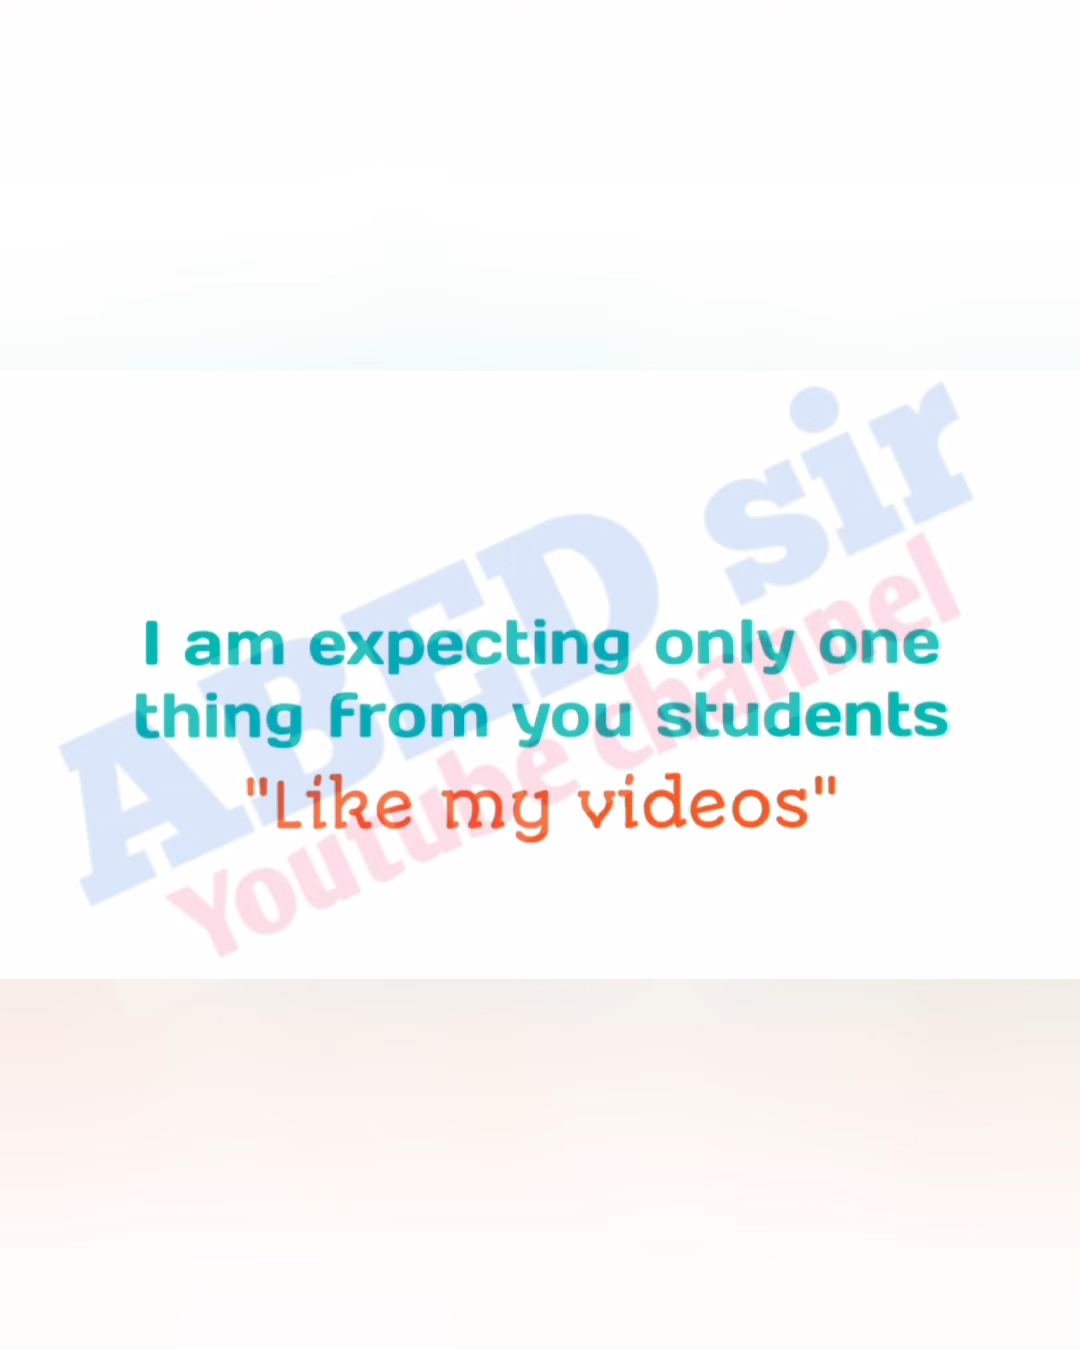 ABED sir
Youtube channel
I am expecting only one
thing from you students
"Like my videos"